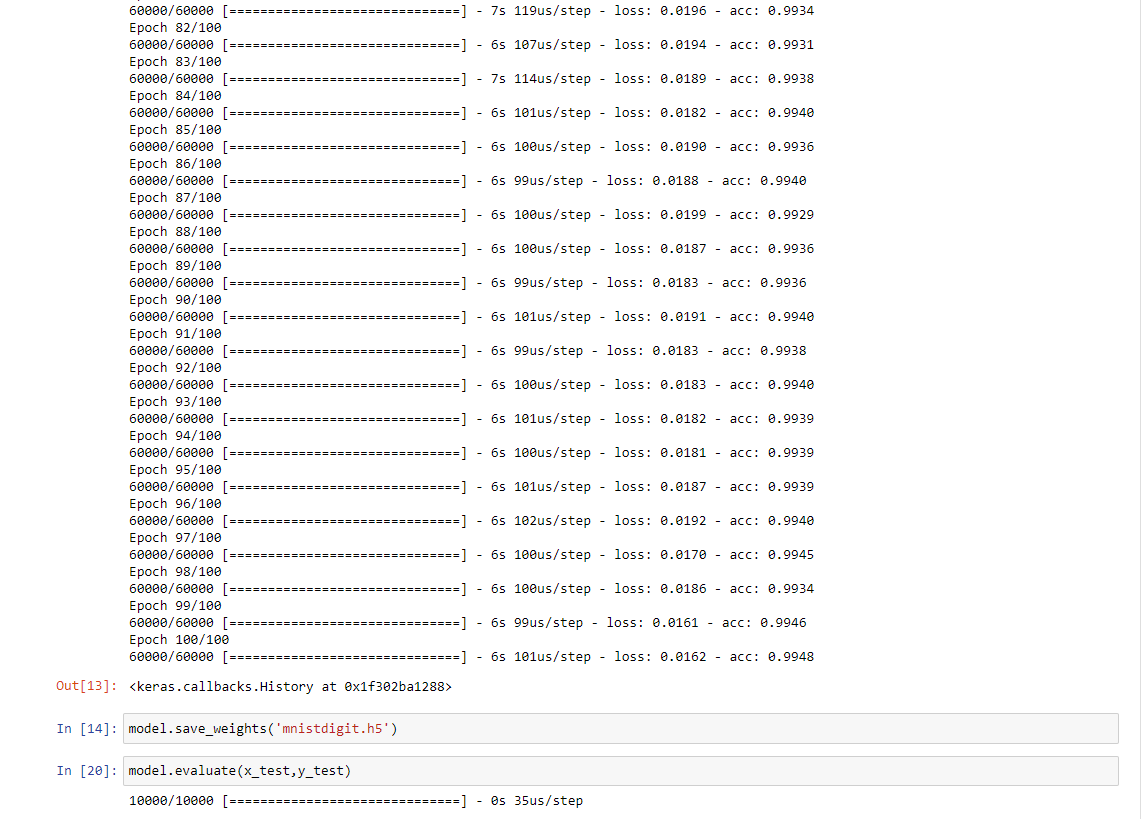 60000/60000 [==============================] - 7s 119us/step - loss: 0.0196 - acc: 0.9934
Epoch 82/100
60000/60000 [==============================] - 6s 107us/step - loss: 0.0194 - acc: 0.9931
Epoch 83/100
60000/60000 [==============================] - 7s 114us/step - loss: 0.0189 - acc: 0.9938
Epoch 84/100
60000/60000 [==============================] - 6s 101us/step - loss: 0.0182 - acc: 0.9940
Epoch 85/100
60000/60000 [==============================] - 6s 100us/step - loss: 0.0190 - acc: 0.9936
Epoch 86/100
60000/60000 [==============================] - 6s 99us/step - loss: 0.0188 - acc: 0.9940
Epoch 87/100
60000/60000 [==============================] - 6s 100us/step - loss: 0.0199 - acc: 0.9929
Epoch 88/100
60000/60000 [==============================] - 6s 100us/step - loss: 0.0187 - acc: 0.9936
Epoch 89/100
60000/60000 [==============================] - 6s 99us/step - loss: 0.0183 - acc: 0.9936
Epoch 90/100
60000/60000 [==============================] - 6s 101us/step - loss: 0.0191 - acc: 0.9940
Epoch 91/100
60000/60000 [==============================] - 6s 99us/step - loss: 0.0183 - acc: 0.9938
Epoch 92/100
60000/60000 [==============================] - 6s 100us/step - loss: 0.0183 - acc: 0.9940
Epoch 93/100
60000/60000 [==============================] - 6s 101us/step - loss: 0.0182 - acc: 0.9939
Epoch 94/100
60000/60000 [==============================] - 6s 100us/step - loss: 0.0181 - acc: 0.9939
Epoch 95/100
60000/60000 [==============================] - 6s 101us/step - loss: 0.0187 - acc: 0.9939
Epoch 96/100
60000/60000 [==============================] - 6s 102us/step - loss: 0.0192 - acc: 0.9940
Epoch 97/100
60000/60000 [==============================] - 6s 100us/step - loss: 0.0170 - acc: 0.9945
Epoch 98/100
60000/60000 [==============================] - 6s 100us/step - loss: 0.0186 - acc: 0.9934
Epoch 99/100
60000/60000 [==============================] - 6s 99us/step - loss: 0.0161 - acc: 0.9946
Epoch 100/100
60000/60000 [==============================] - 6s 101us/step - loss: 0.0162 - acc: 0.9948
Out[13]: <keras.callbacks.History at 0x1f302ba1288>
In [14]: model.save_weights('mnistdigit.h5')
In [20]: model.evaluate(x_test,y_test)
10000/10000 [==============================] - 0s 35us/step